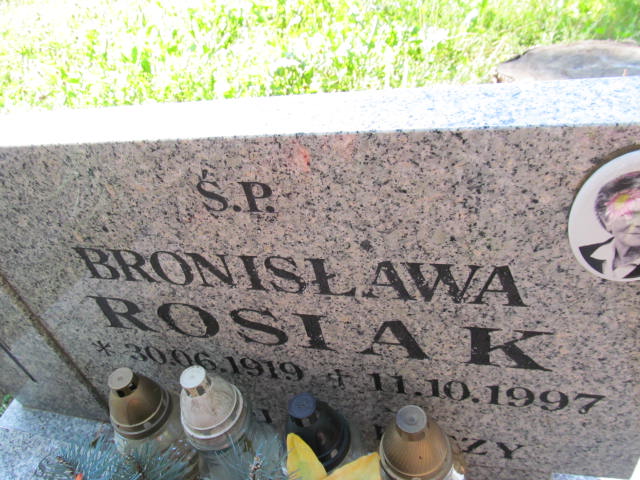 Ś.P.
BRONISŁAWA
ROSIAK
* 30.06.1919 + 11.10.1997